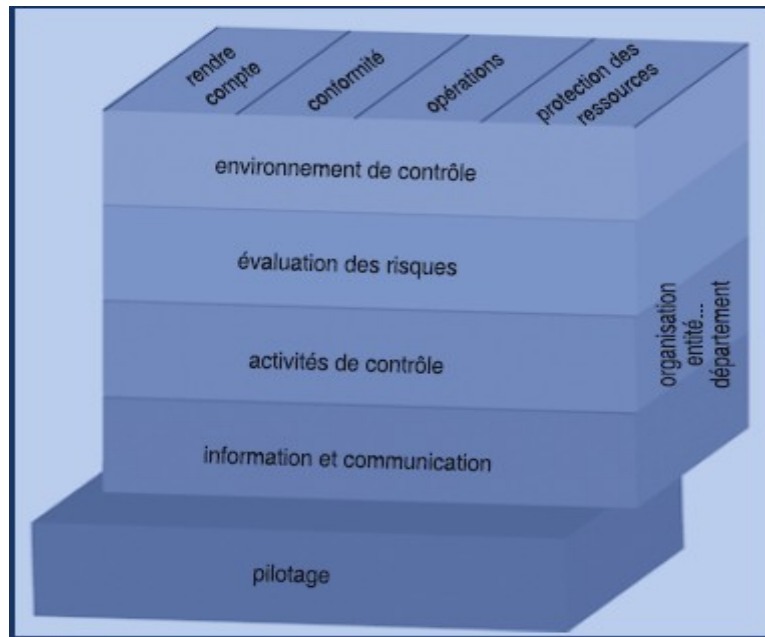 rendre
compte
conformité
opérations
protection des
ressources
environnement de contrôle
évaluation des risques
activités de contrôle
information et communication
organisation
entité...
département
pilotage